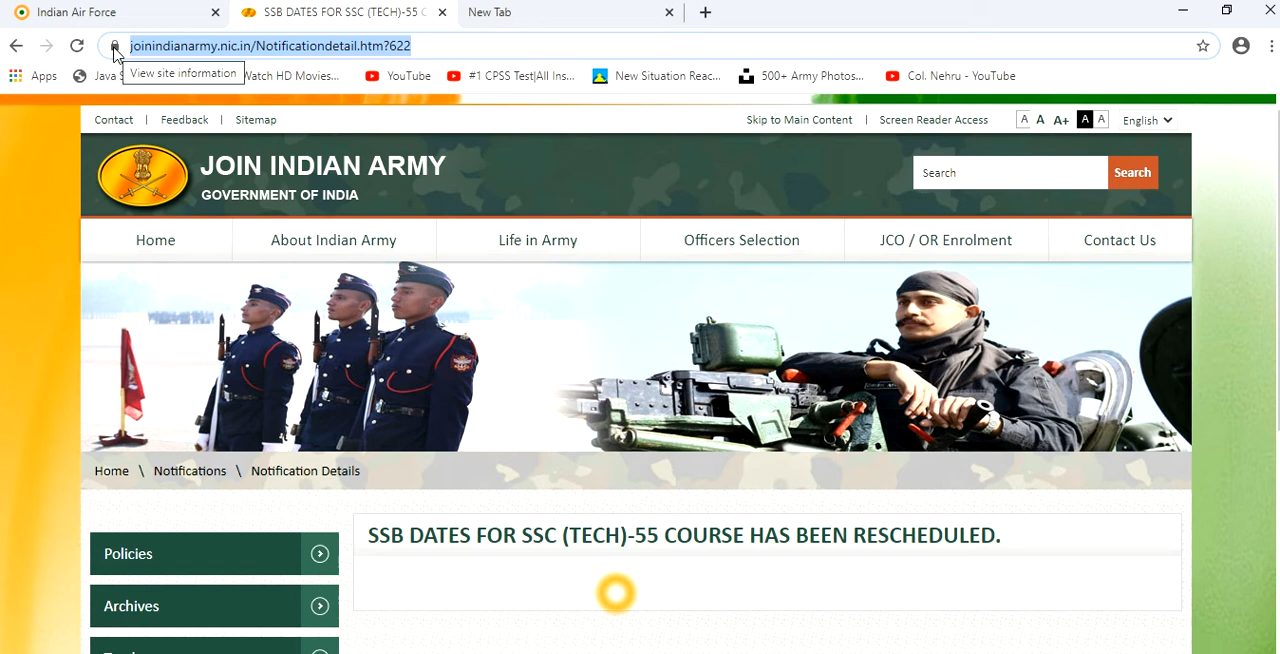 Indian Air Force
SSB DATES FOR SSC (TECH)-55 C
New Tab
joinindianarmy.nic.in/Notificationdetail.htm?622
Apps
Java S
View site information
Watch HD Movies...
YouTube
#1 CPSS Test|All Ins...
New Situation Reac...
500+ Army Photos...
Col. Nehru - YouTube
Contact | Feedback | Sitemap
Skip to Main Content | Screen Reader Access
A A A+ A A
English
JOIN INDIAN ARMY
GOVERNMENT OF INDIA
Search
Search
Home
About Indian Army
Life in Army
Officers Selection
JCO / OR Enrolment
Contact Us
Home \ Notifications \ Notification Details
SSB DATES FOR SSC (TECH)-55 COURSE HAS BEEN RESCHEDULED.
Policies
Archives